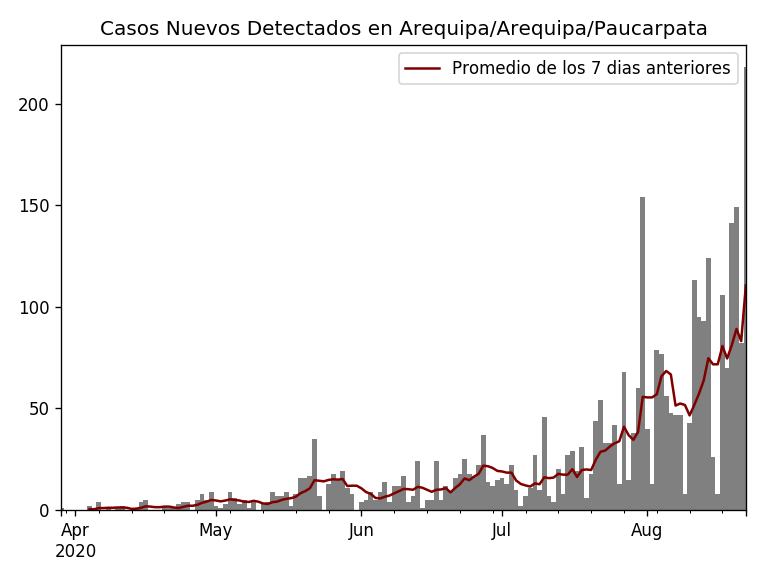 Casos Nuevos Detectados en Arequipa/Arequipa/Paucarpata
Promedio de los 7 dias anteriores
200
150
100
50
0
Apr May Jun Jul Aug
2020